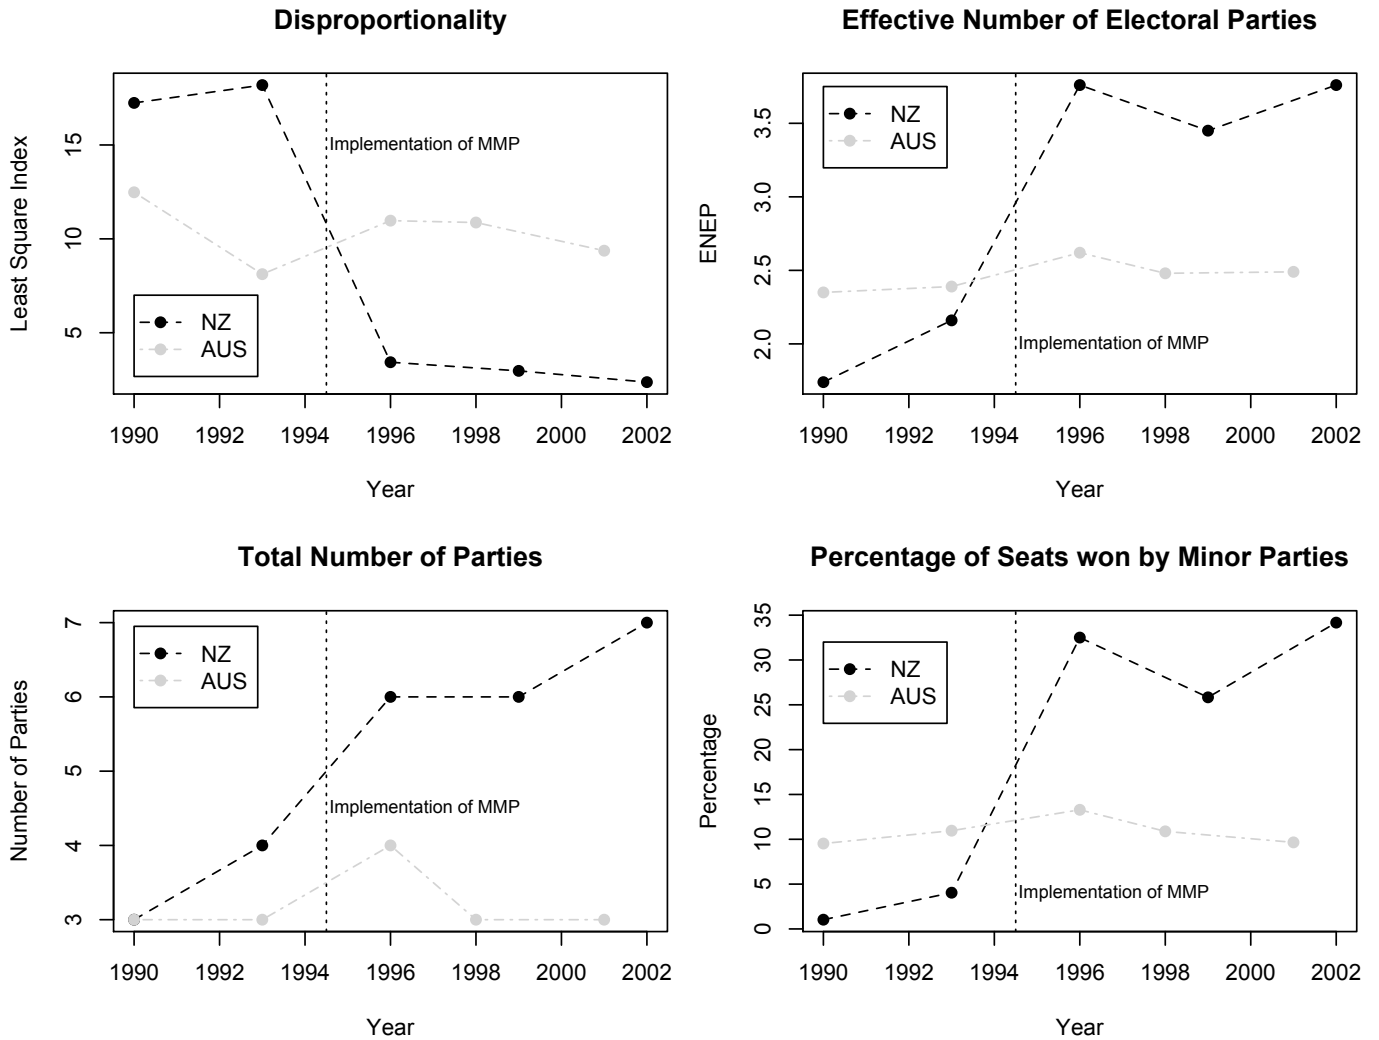 Disproportionality
Least Square Index
15
10
5
Implementation of MMP
NZ
AUS
1990 1992 1994 1996 1998 2000 2002
Year
Effective Number of Electoral Parties
ENEP
3.5
3.0
2.5
2.0
NZ
AUS
Implementation of MMP
1990 1992 1994 1996 1998 2000 2002
Year
Total Number of Parties
Number of Parties
7
6
5
4
3
NZ
AUS
Implementation of MMP
1990 1992 1994 1996 1998 2000 2002
Year
Percentage of Seats won by Minor Parties
Percentage
35
30
25
20
15
10
5
0
NZ
AUS
Implementation of MMP
1990 1992 1994 1996 1998 2000 2002
Year